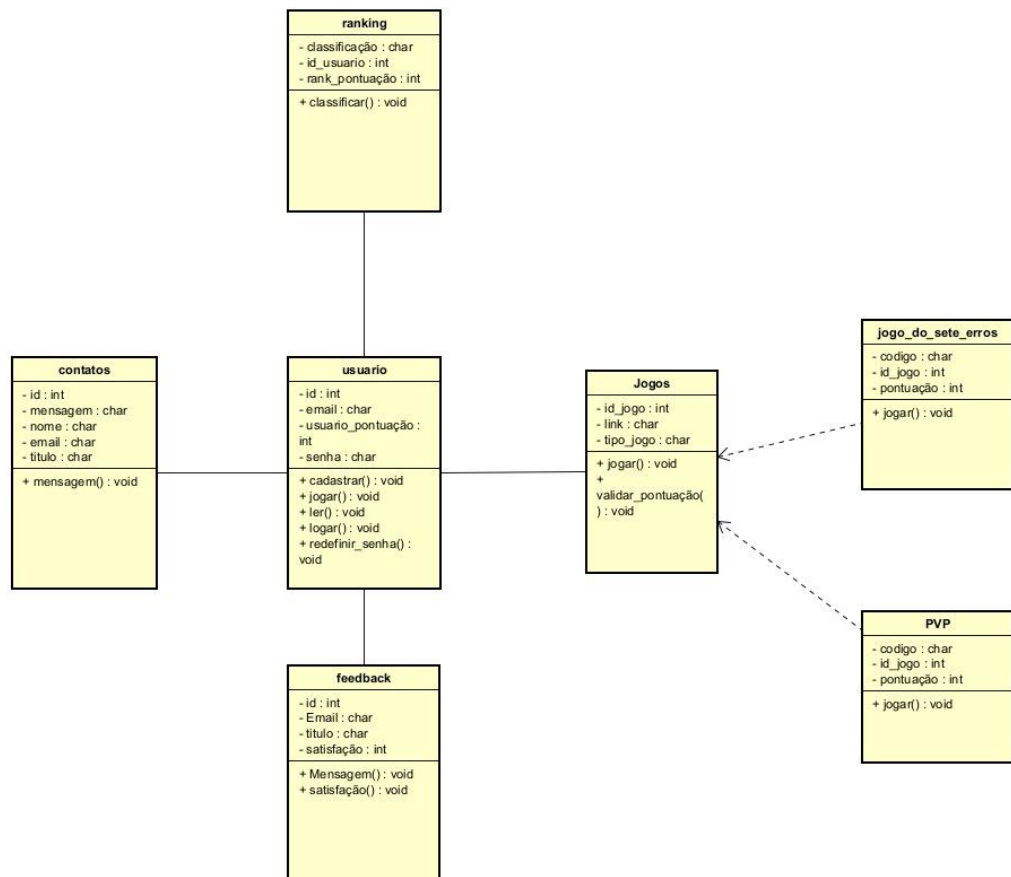 ranking
- classificação : char
- id_usuario : int
- rank_pontuação : int
+ classificar() : void
contatos
- id : int
- mensagem : char
- nome : char
- email : char
- titulo : char
+ mensagem() : void
usuario
- id : int
- email : char
- usuario_pontuação :
int
- senha : char
+ cadastrar() : void
+ jogar() : void
+ ler() : void
+ logar() : void
+ redefinir_senha() :
void
Jogos
- id_jogo : int
- link : char
- tipo_jogo : char
+ jogar() : void
+
validar_pontuação(
) : void
jogo_do_sete_erros
- codigo : char
- id_jogo : int
- pontuação : int
+ jogar() : void
PVP
- codigo : char
- id_jogo : int
- pontuação : int
+ jogar() : void
feedback
- id : int
- Email : char
- titulo : char
- satisfação : int
+ Mensagem() : void
+ satisfação() : void